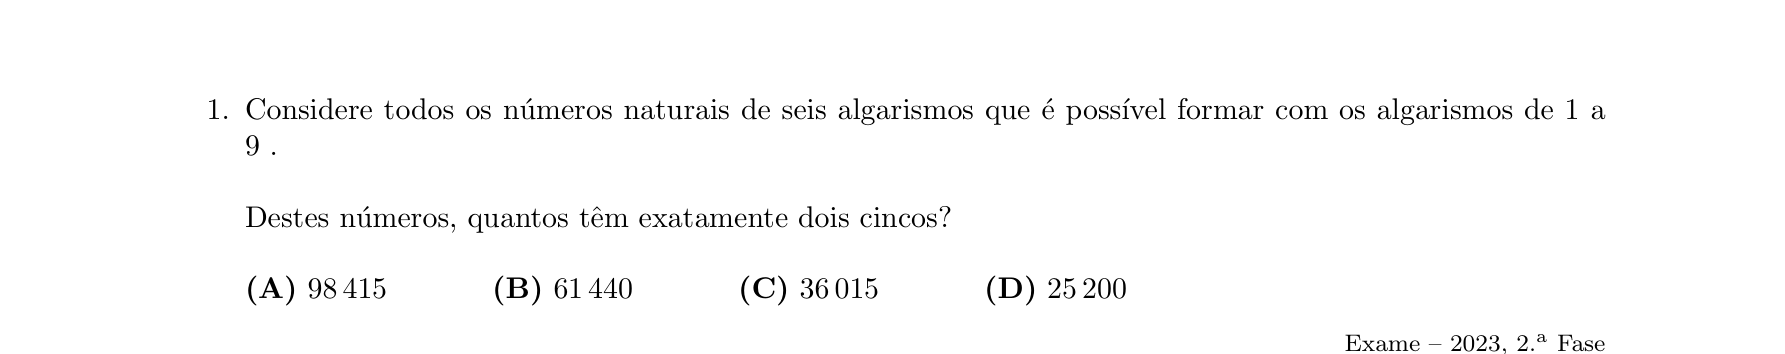 1. Considere todos os números naturais de seis algarismos que é possível formar com os algarismos de 1 a
9 .
Destes números, quantos têm exatamente dois cincos?
(A) 98 415 (B) 61 440 (C) 36 015 (D) 25 200
Exame – 2023, 2.ª Fase